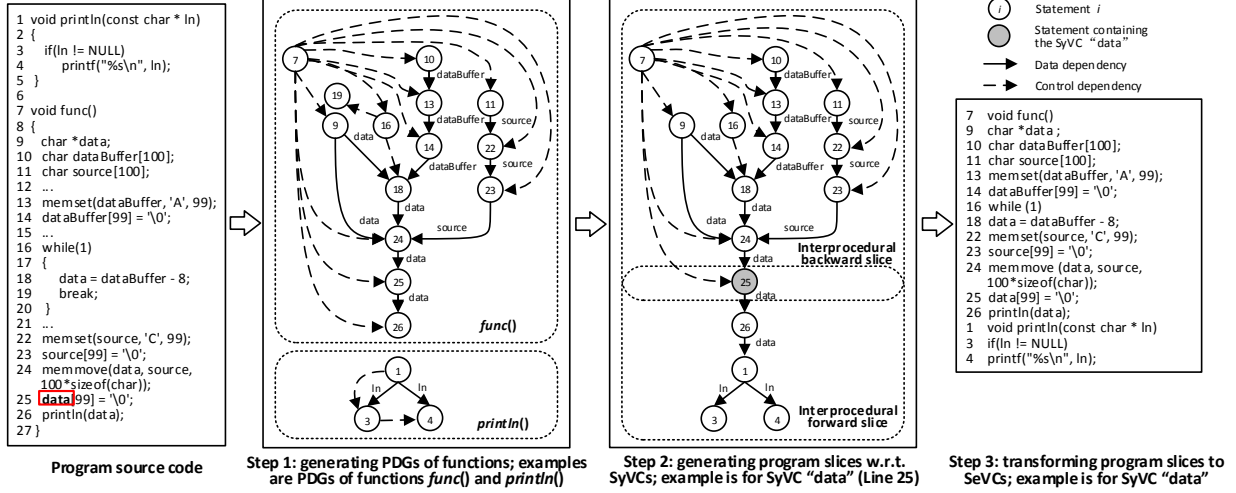 1 void println(const char * ln)
2 {
3 if(ln != NULL)
4 printf("%s\n", ln);
5 }
6
7 void func()
8 {
9 char *data;
10 char dataBuffer[100];
11 char source[100];
12 ...
13 memset(dataBuffer, 'A', 99);
14 dataBuffer[99] = '\0';
15 ...
16 while(1)
17 {
18 data = dataBuffer - 8;
19 break;
20 }
21 ...
22 memset(source, 'C', 99);
23 source[99] = '\0';
24 memmove(data, source,
100*sizeof(char));
25 data[99] = '\0';
26 println(data);
27 }
Program source code
7
10
dataBuffer
19
13
11
9
16
dataBuffer
source
data
14
22
dataBuffer
source
18
23
data
data
source
24
data
25
data
26
func()
1
ln
ln
3
4
println()
Step 1: generating PDGs of functions; examples
are PDGs of functions func() and println()
7
10
dataBuffer
13
11
9
16
dataBuffer
source
data
14
22
dataBuffer
source
18
23
data
data
source
24
Interprocedural
backward slice
data
25
data
26
data
1
ln
ln
3
4
Interprocedural
forward slice
Step 2: generating program slices w.r.t.
SyVCs; example is for SyVC “data” (Line 25)
i Statement i
Statement containing
the SyVC “data”
Data dependency
Control dependency
7 void func()
9 char *data ;
10 char dataBuffer[100];
11 char source[100];
13 memset(dataBuffer, 'A', 99);
14 dataBuffer[99] = '\0';
16 while (1)
18 data = dataBuffer - 8;
22 memset(source, 'C', 99);
23 source[99] = '\0';
24 memmove (data, source,
100*sizeof(char));
25 data[99] = '\0';
26 println(data);
1 void println(const char * ln)
3 if(ln != NULL)
4 printf("%s\n", ln);
Step 3: transforming program slices to
SeVCs; example is for SyVC “data”